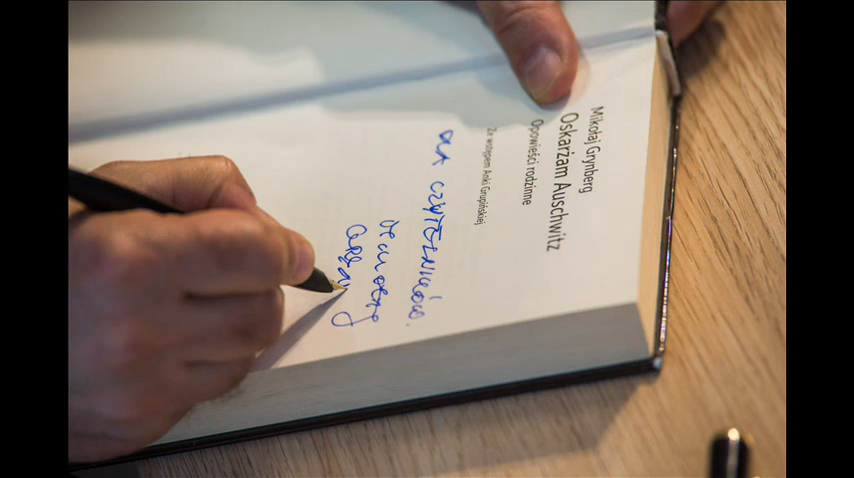 Mikołaj Grynberg
Oskarżam Auschwitz
Opowieści rodzinne
Ze wstępem Anki Grupińskiej
DLA CZYTELNIKÓW